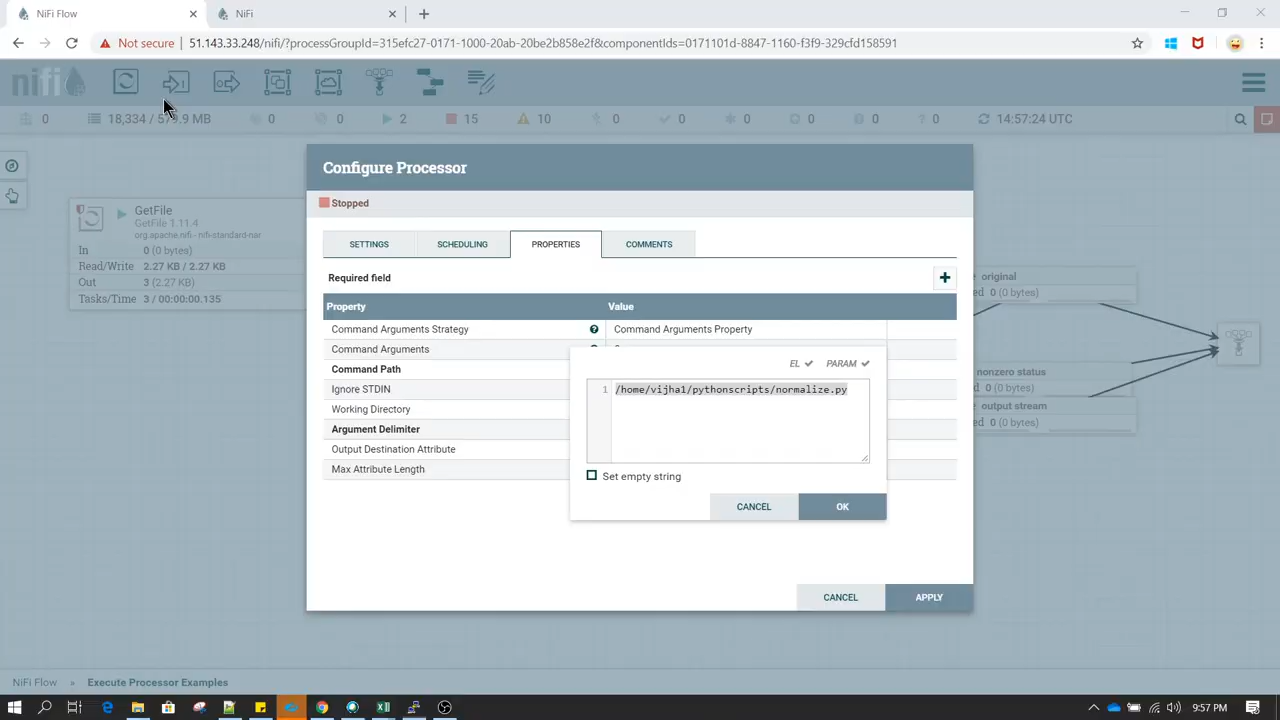 NiFi Flow
NiFi
Not secure 51.143.33.248/nifi/?processGroupId=315efc27-0171-1000-20ab-20be2b858e2f&componentIds=0171101d-8847-1160-f3f9-329cfd158591
nifi
0 18,334 / 579.9 MB 0 0 2 15 10 0 0 0 0 0 0 14:57:24 UTC
Configure Processor
Stopped
GetFile
GetFile 1.11.4
org.apache.nifi - nifi-standard-nar
In 0 (0 bytes)
Read/Write 2.27 KB / 2.27 KB
Out 3 (2.27 KB)
Tasks/Time 3 / 00:00:00.135
SETTINGS SCHEDULING PROPERTIES COMMENTS
Required field
Property Value
Command Arguments Strategy Command Arguments Property
Command Arguments
Command Path
Ignore STDIN
Working Directory
Argument Delimiter
Output Destination Attribute
Max Attribute Length
EL PARAM
1 /home/vijha1/pythonscripts/normalize.py
Set empty string
CANCEL OK
CANCEL APPLY
original
0 (0 bytes)
nonzero status
0 (0 bytes)
output stream
0 (0 bytes)
NiFi Flow » Execute Processor Examples
9:57 PM